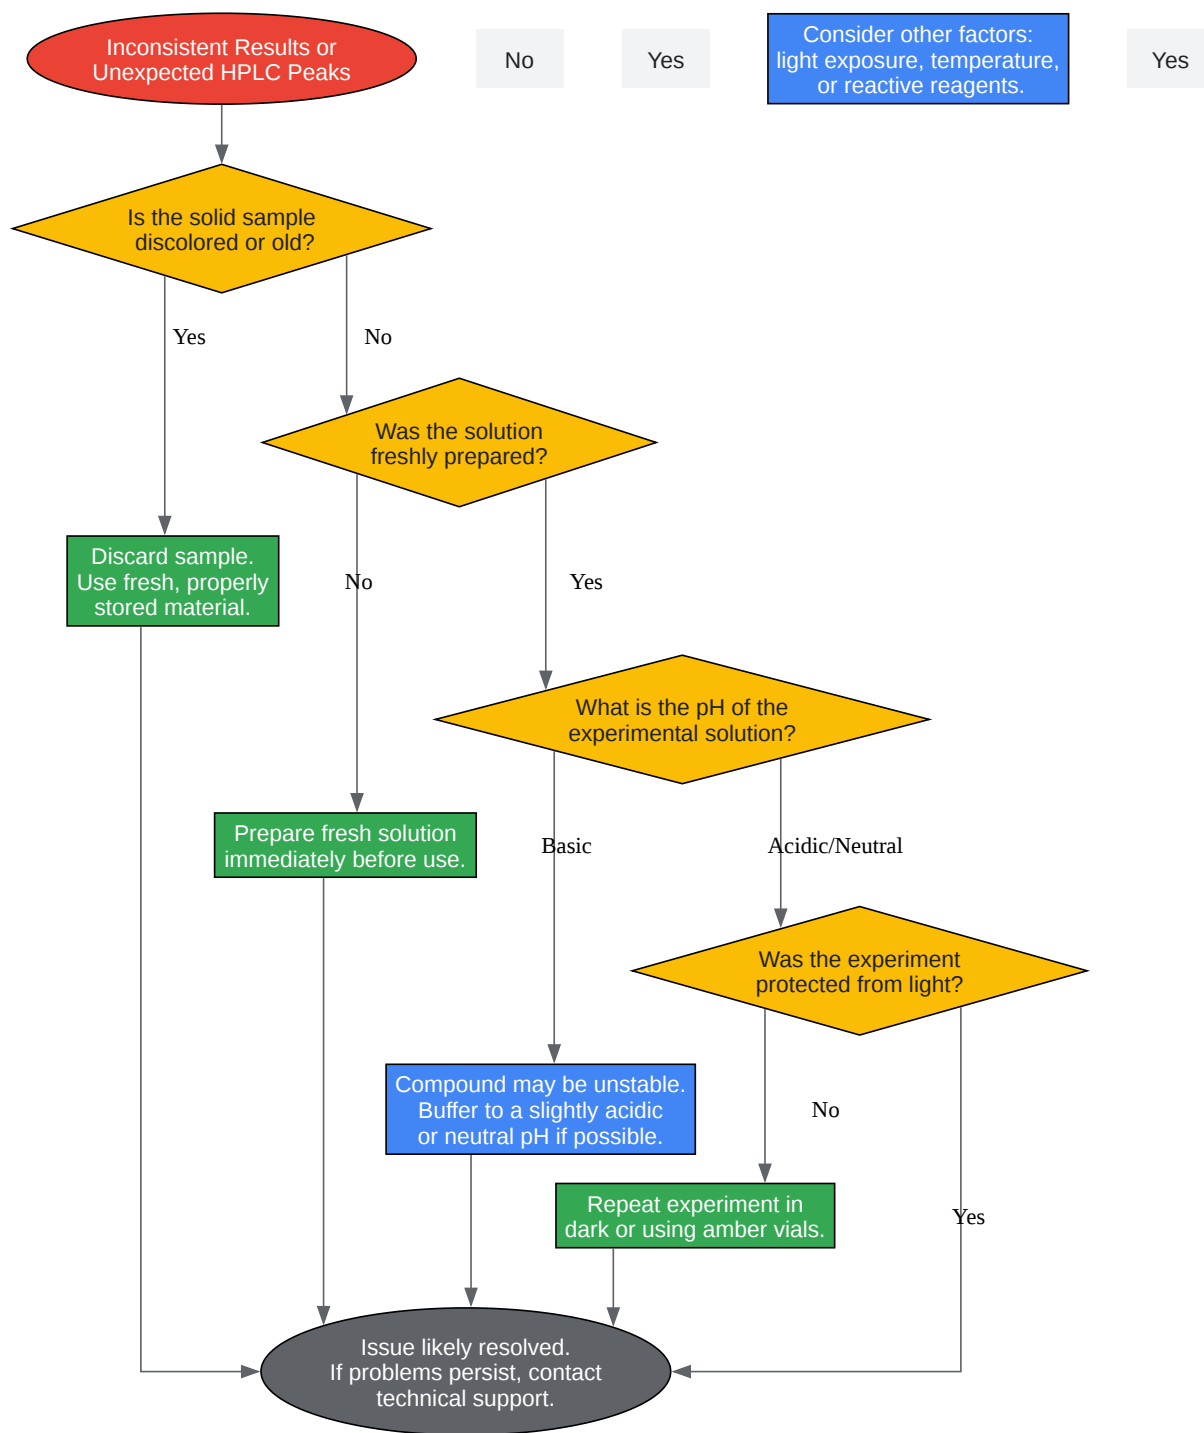 Inconsistent Results or
Unexpected HPLC Peaks
No
Yes
Consider other factors:
light exposure, temperature,
or reactive reagents.
Yes
Is the solid sample
discolored or old?
Yes
No
Was the solution
freshly prepared?
Discard sample.
Use fresh, properly
stored material.
No
Yes
What is the pH of the
experimental solution?
Prepare fresh solution
immediately before use.
Basic
Acidic/Neutral
Was the experiment
protected from light?
Compound may be unstable.
Buffer to a slightly acidic
or neutral pH if possible.
No
Repeat experiment in
dark or using amber vials.
Yes
Issue likely resolved.
If problems persist, contact
technical support.